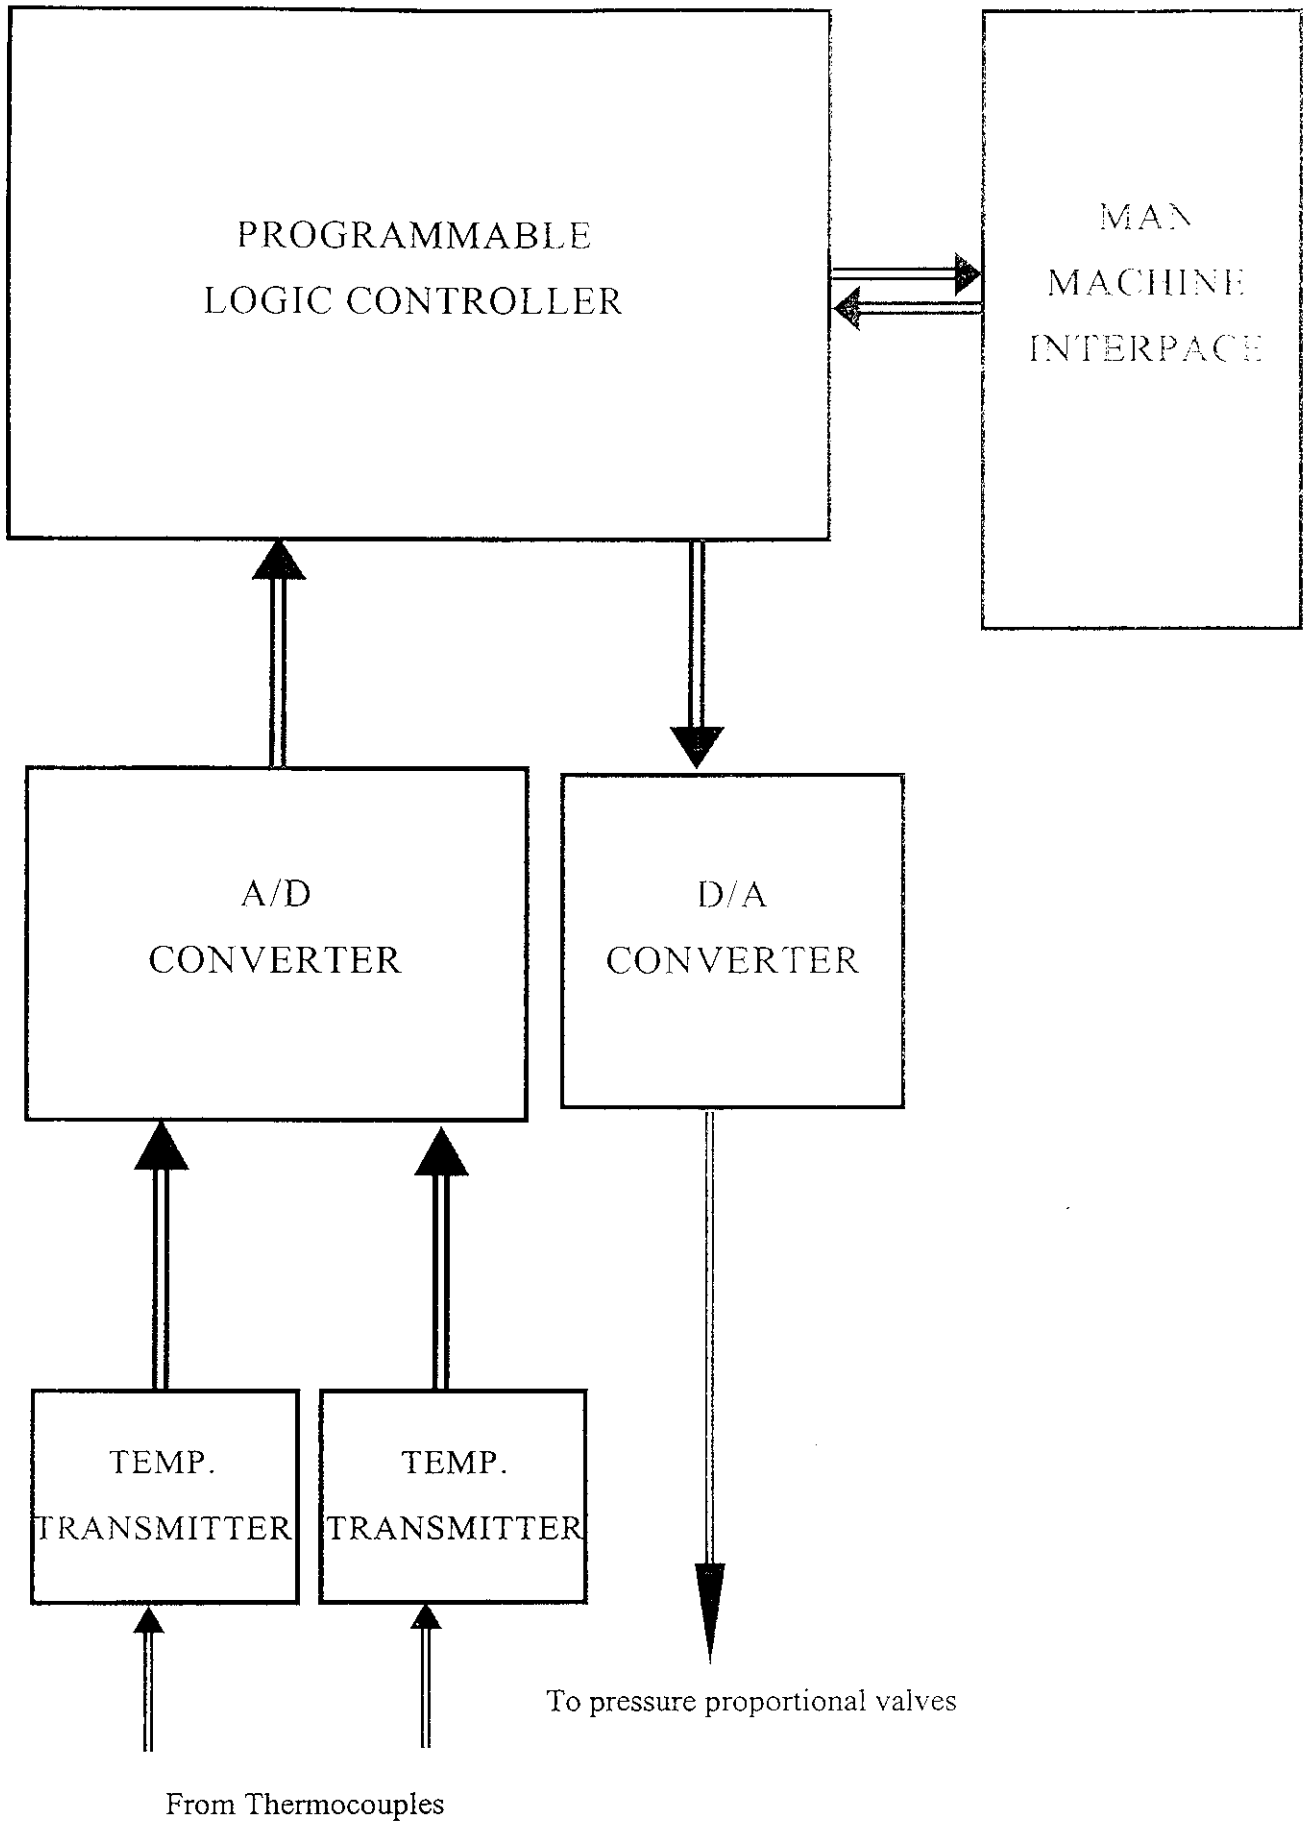 PROGRAMMABLE
LOGIC CONTROLLER
MAN
MACHINE
INTERPACE
A/D
CONVERTER
D/A
CONVERTER
TEMP.
TRANSMITTER
TEMP.
TRANSMITTER
To pressure proportional valves
From Thermocouples